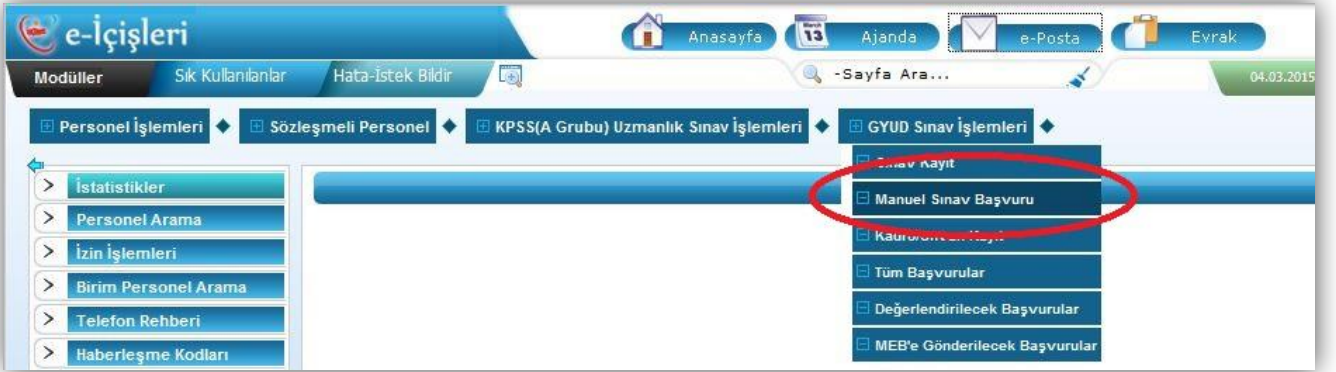 e-İçişleri
Anasayfa
Ajanda
e-Posta
Evrak
Modüller
Sık Kullanılanlar
Hata-İstek Bildir
-Sayfa Ara...
04.03.2015
Personel İşlemleri
Sözleşmeli Personel
KPSS(A Grubu) Uzmanlık Sınav İşlemleri
GYUD Sınav İşlemleri
Sınav Kayıt
Manuel Sınav Başvuru
Tüm Başvurular
Değerlendirilecek Başvurular
MEB'e Gönderilecek Başvurular
İstatistikler
Personel Arama
İzin İşlemleri
Birim Personel Arama
Telefon Rehberi
Haberleşme Kodları